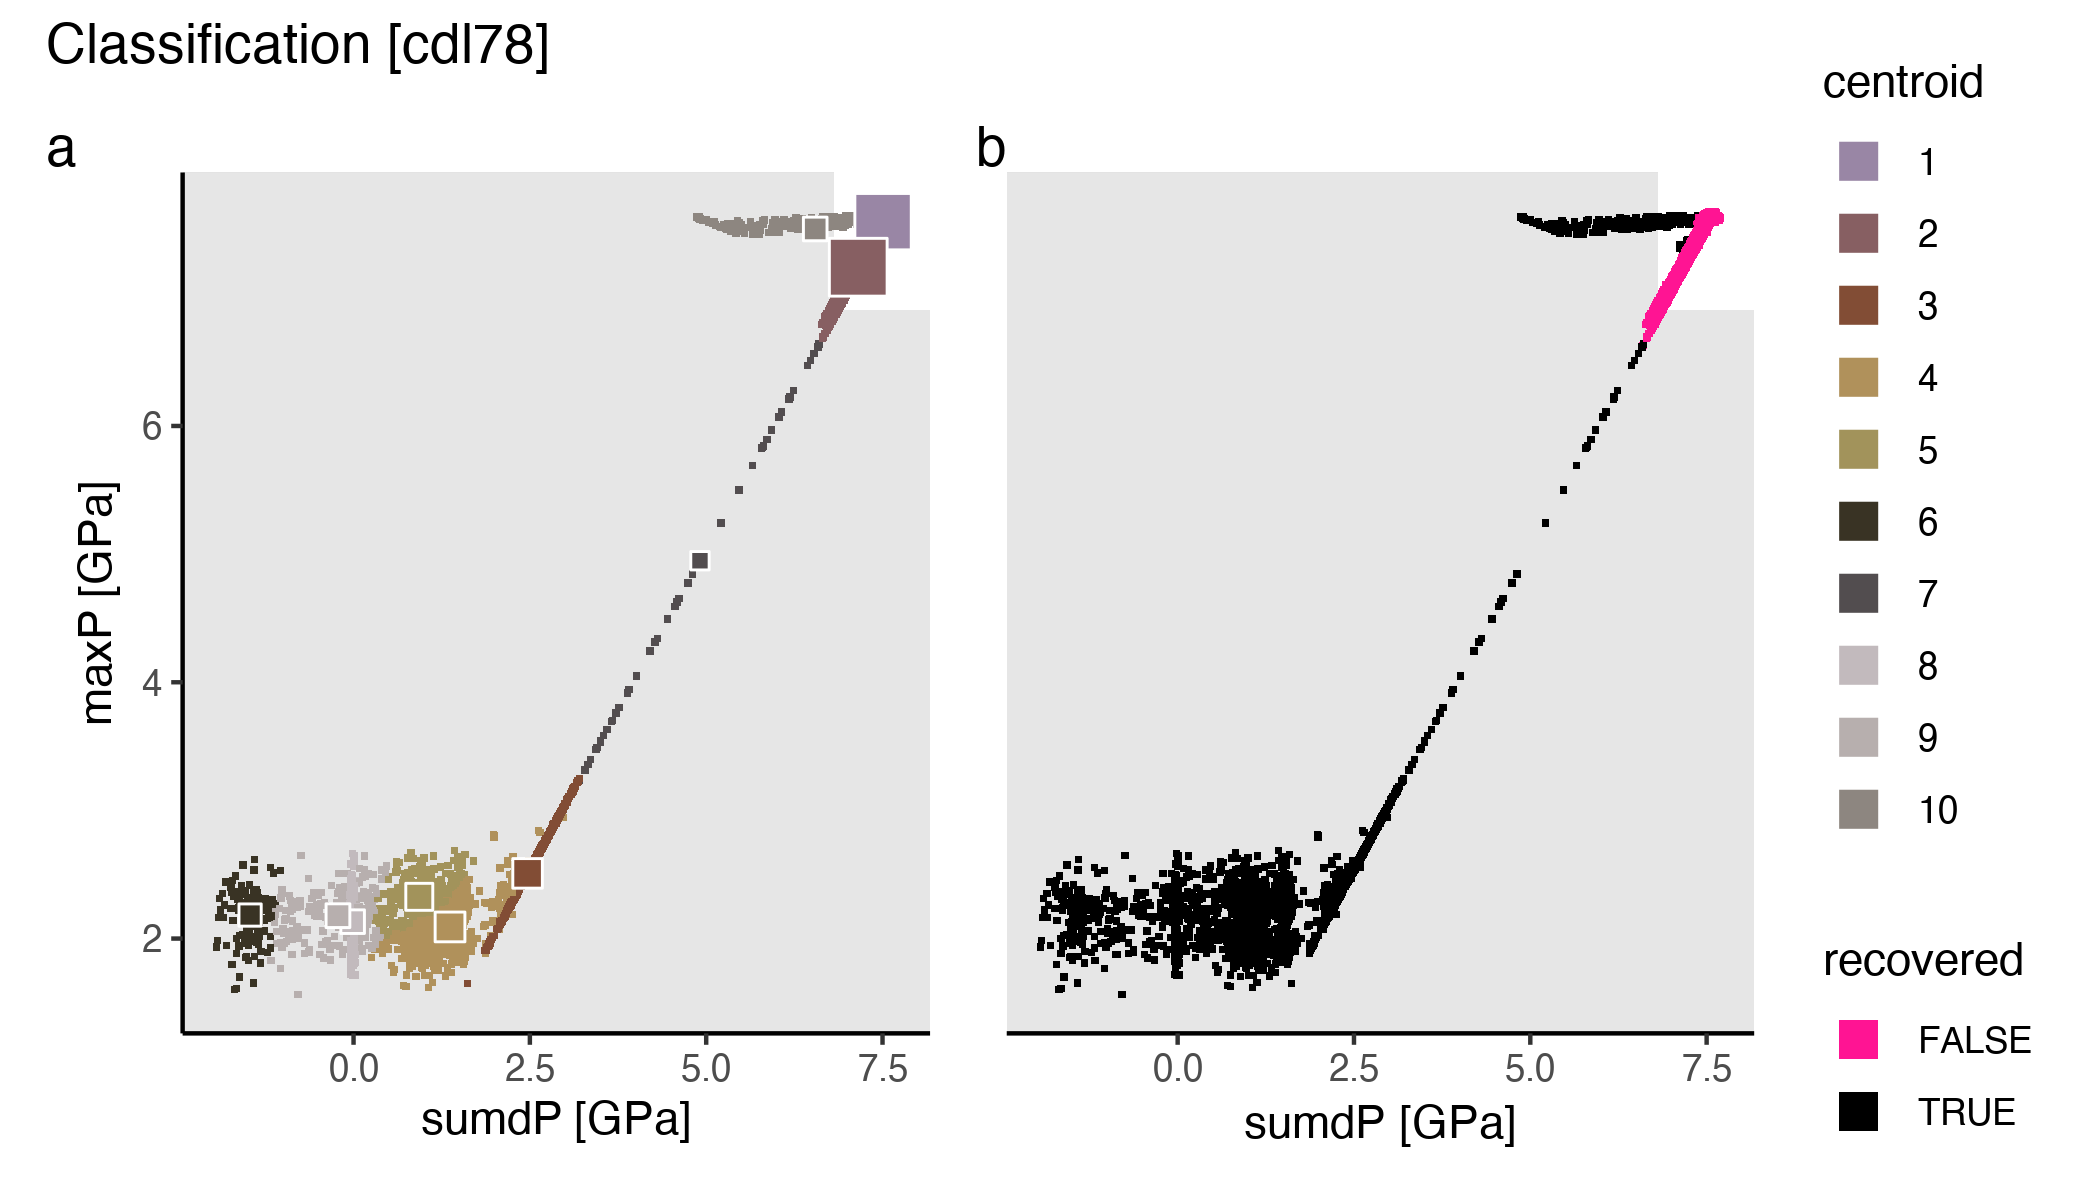 Classification [cdl78]
a
b
maxP [GPa]
6
4
2
0.0 2.5 5.0 7.5
sumdP [GPa]
0.0 2.5 5.0 7.5
sumdP [GPa]
centroid
1
2
3
4
5
6
7
8
9
10
recovered
FALSE
TRUE